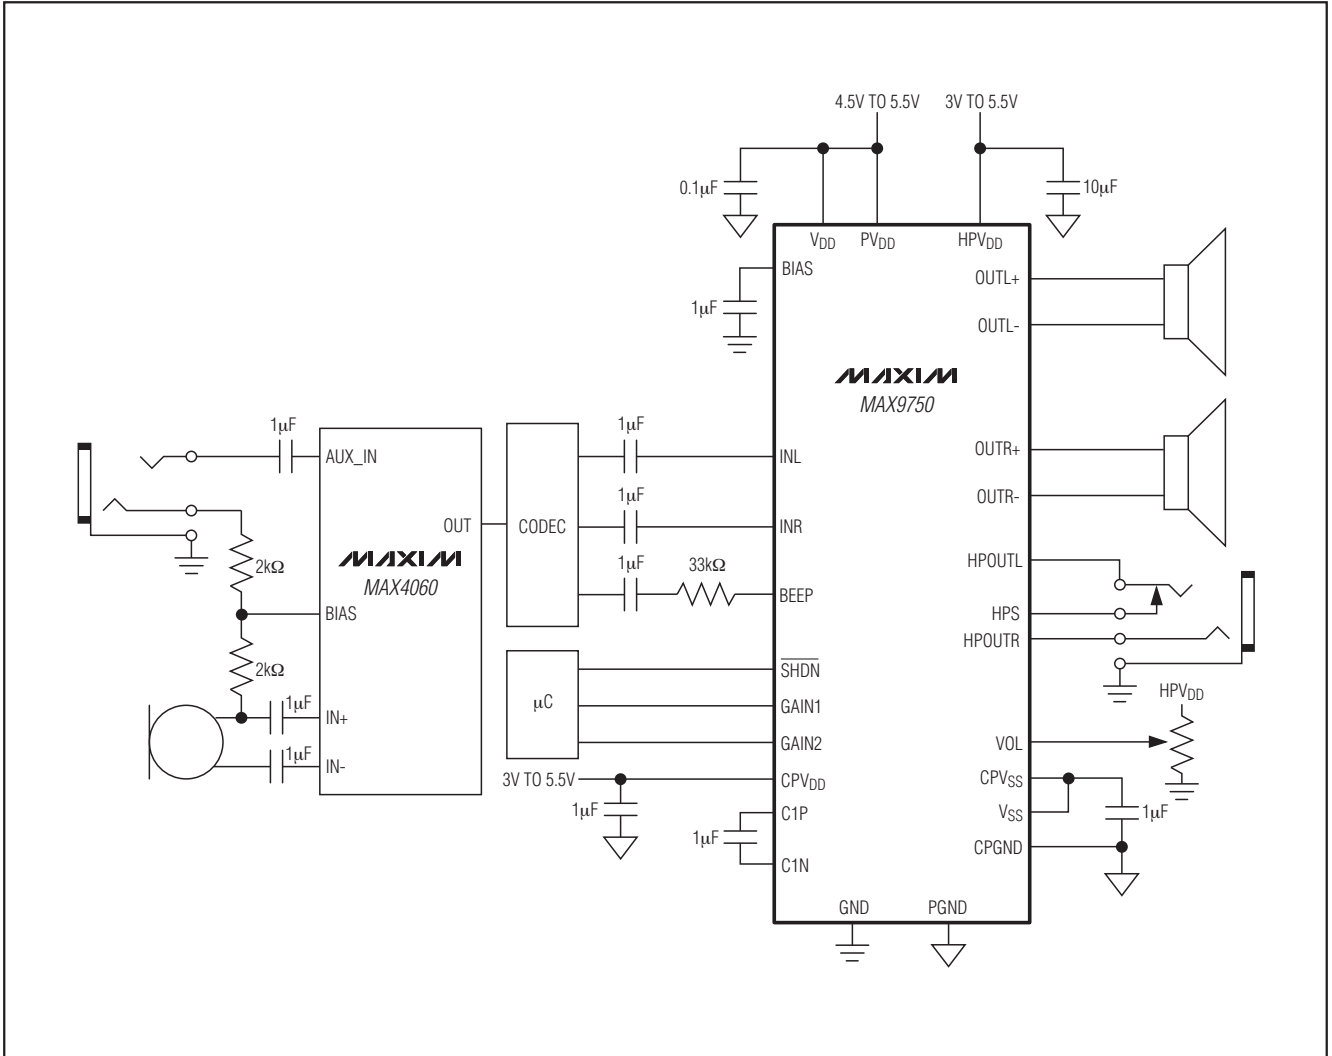 4.5V TO 5.5V
3V TO 5.5V
0.1µF
10µF
VDD
PVDD
HPVDD
BIAS
1µF
OUTL+
OUTL-
MAXIM
MAX9750
1µF
AUX_IN
1µF
INL
OUTR+
1µF
INR
OUTR-
OUT
CODEC
MAXIM
MAX4060
2kΩ
1µF
33kΩ
BEEP
HPOUTL
BIAS
HPS
HPOUTR
2kΩ
µC
SHDN
GAIN1
GAIN2
HPVDD
1µF
IN+
1µF
IN-
VOL
3V TO 5.5V
CPVDD
CPVSS
1µF
C1P
VSS
1µF
1µF
C1N
CPGND
GND
PGND